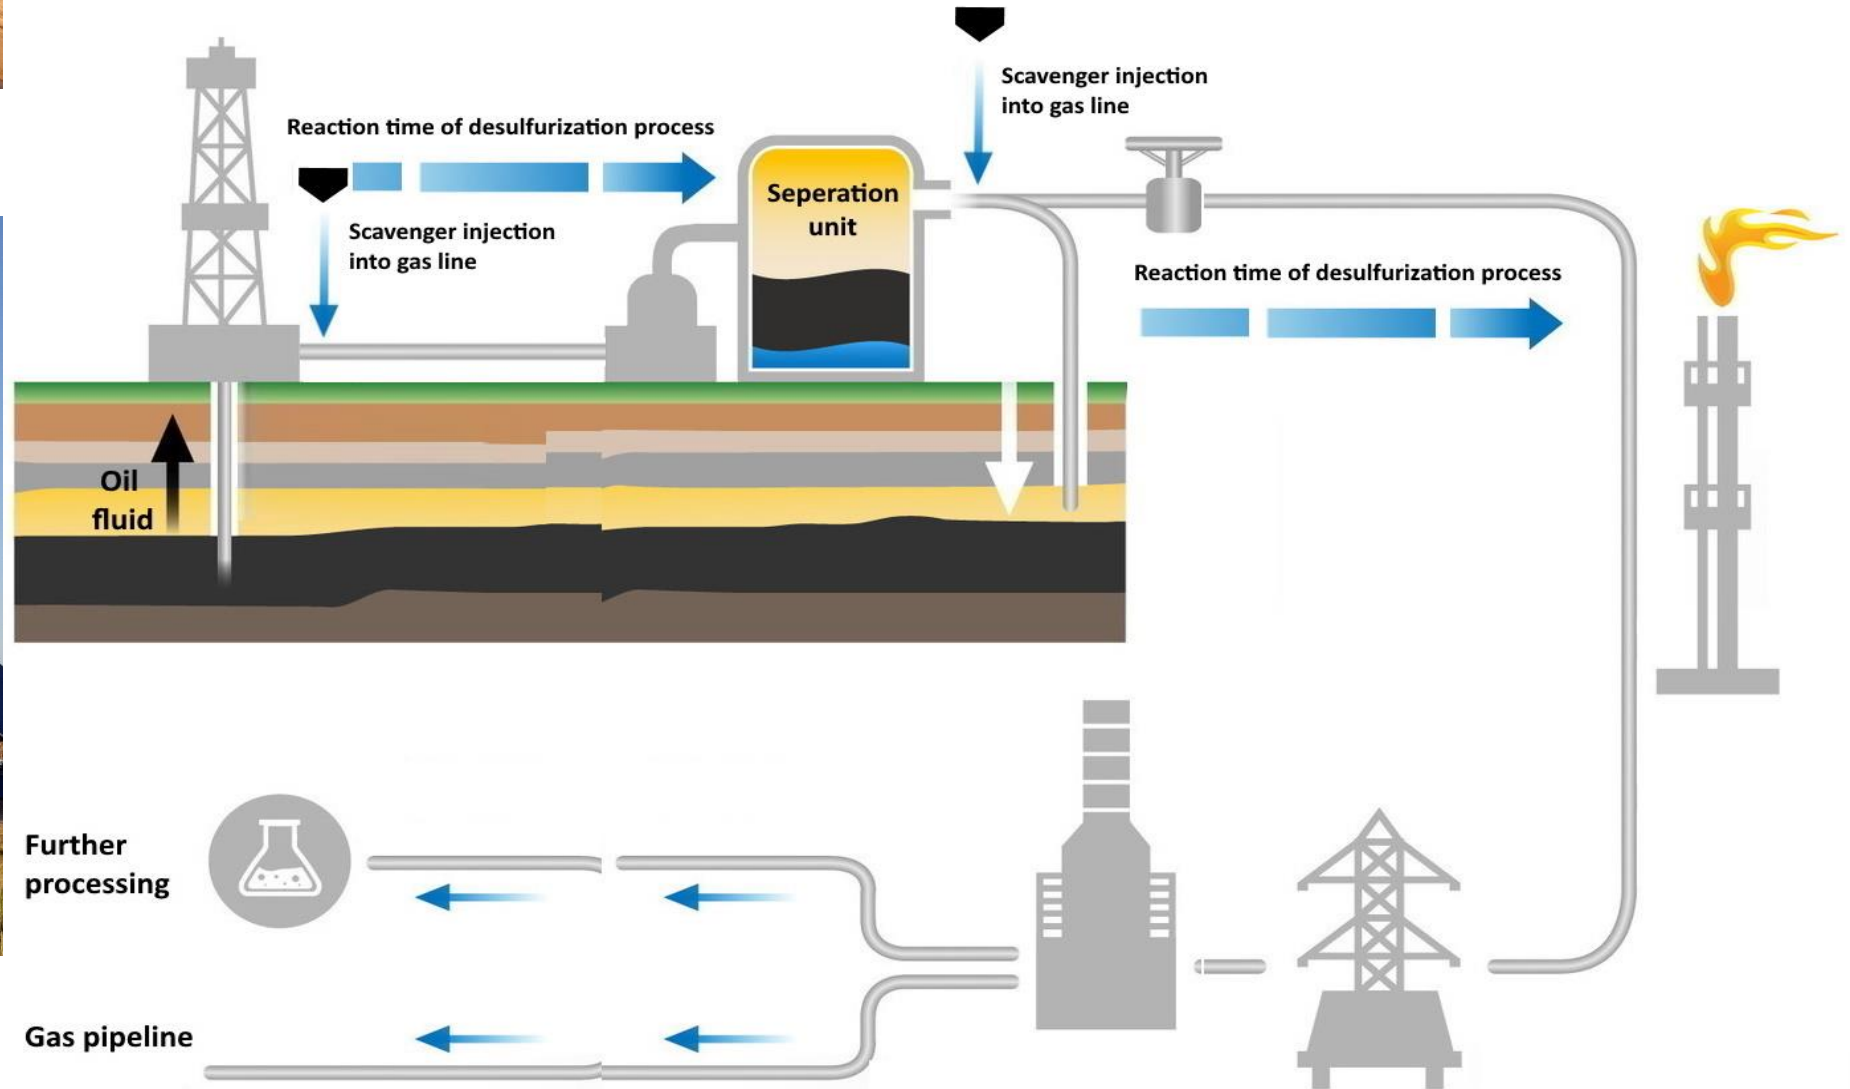 Scavenger injection
into gas line
Reaction time of desulfurization process
Seperation
unit
Scavenger injection
into gas line
Reaction time of desulfurization process
Oil
fluid
Further
processing
Gas pipeline